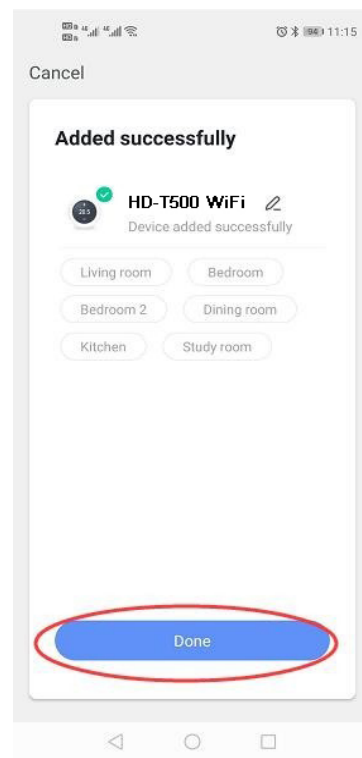 94 11:15
Cancel
Added successfully
HD-T500 WiFi
Device added successfully
Living room Bedroom
Bedroom 2 Dining room
Kitchen Study room
Done